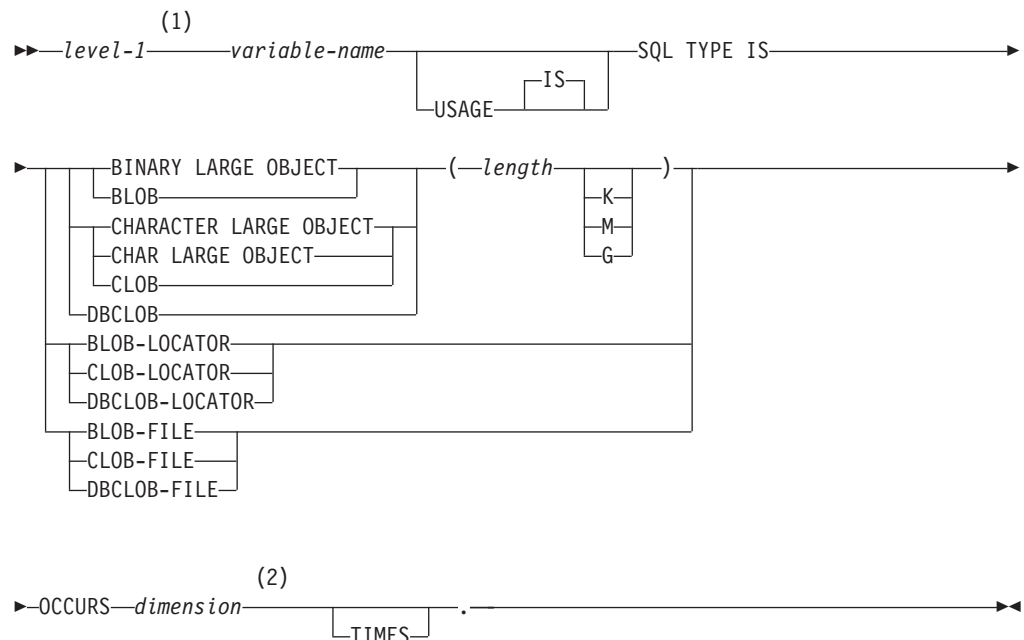 (1)
level-1 variable-name SQL TYPE IS
IS
USAGE
BINARY LARGE OBJECT ( length )
BLOB K
CHARACTER LARGE OBJECT M
CHAR LARGE OBJECT G
CLOB
DBCLOB
BLOB-LOCATOR
CLOB-LOCATOR
DBCLOB-LOCATOR
BLOB-FILE
CLOB-FILE
DBCLOB-FILE
(2)
OCCURS dimension .
TIMES